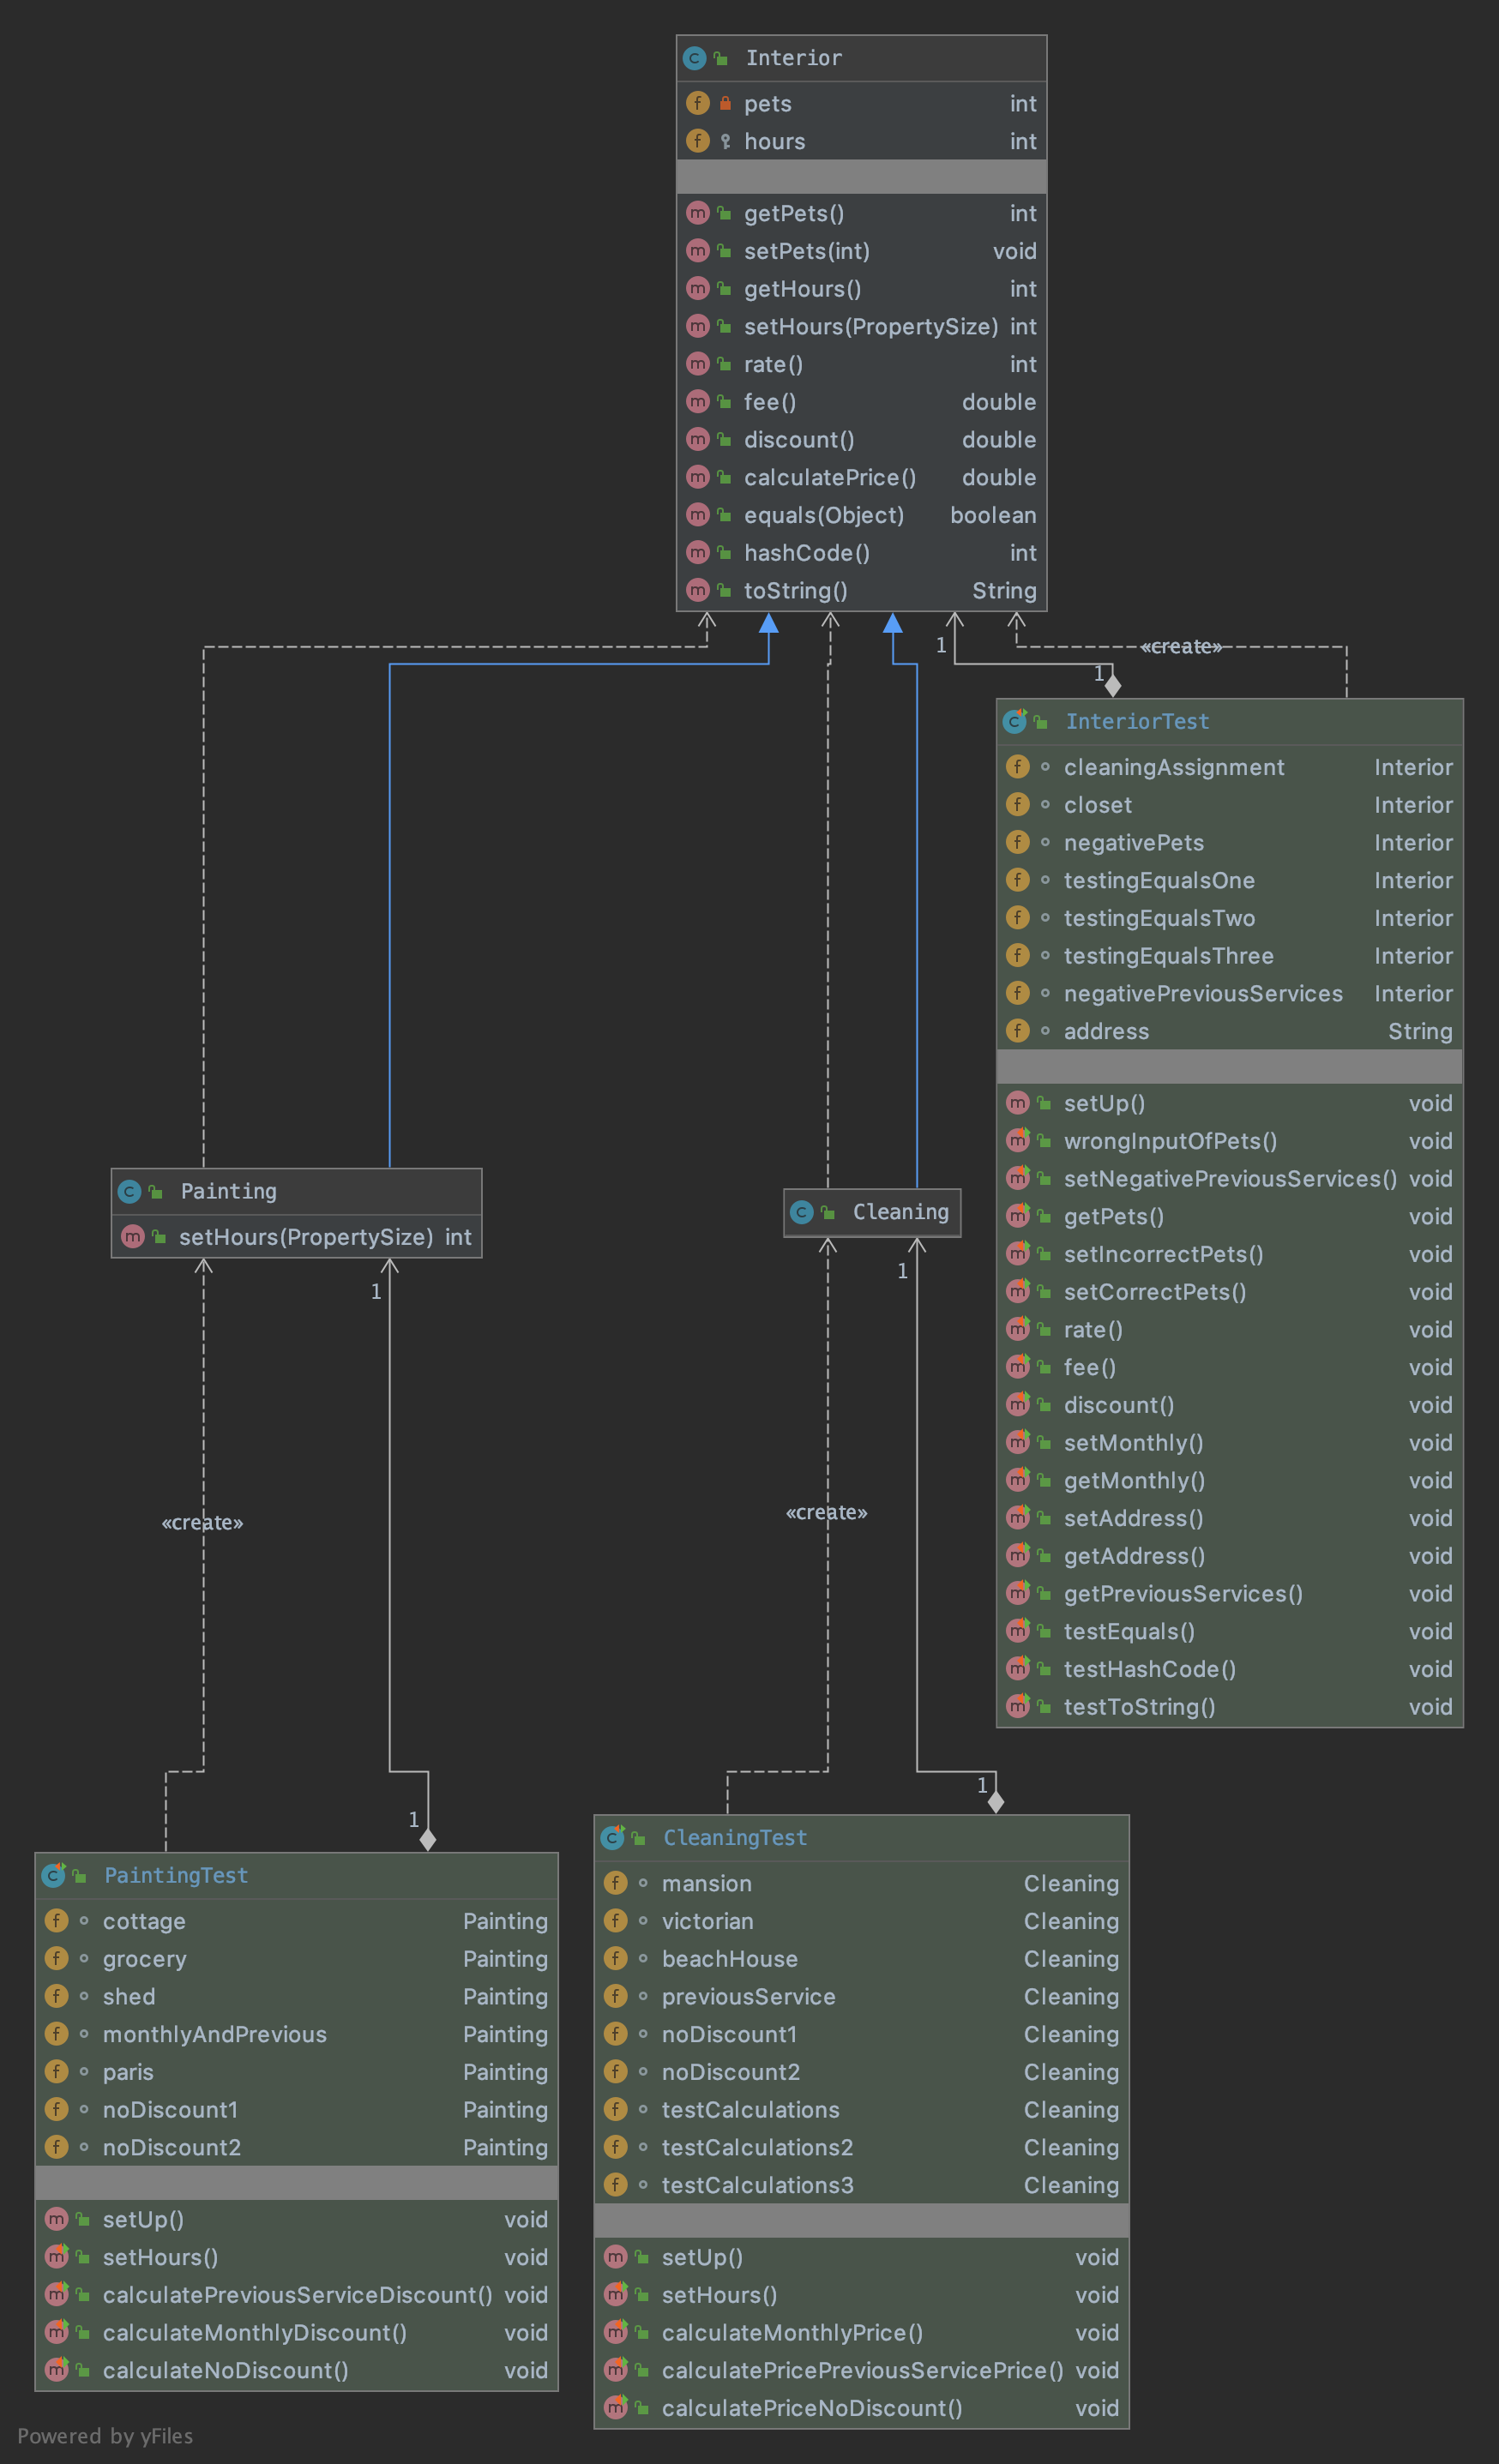 Interior
pets int
hours int
getPets() int
setPets(int) void
getHours() int
setHours(PropertySize) int
rate() int
fee() double
discount() double
calculatePrice() double
equals(Object) boolean
hashCode() int
toString() String
1
«create»
1
InteriorTest
cleaningAssignment Interior
closet Interior
negativePets Interior
testingEqualsOne Interior
testingEqualsTwo Interior
testingEqualsThree Interior
negativePreviousServices Interior
address String
setUp() void
wrongInputOfPets() void
setNegativePreviousServices() void
getPets() void
setIncorrectPets() void
setCorrectPets() void
rate() void
fee() void
discount() void
setMonthly() void
getMonthly() void
setAddress() void
getAddress() void
getPreviousServices() void
testEquals() void
testHashCode() void
testToString() void
Painting
setHours(PropertySize) int
1
Cleaning
1
«create»
«create»
1
1
PaintingTest
cottage Painting
grocery Painting
shed Painting
monthlyAndPrevious Painting
paris Painting
noDiscount1 Painting
noDiscount2 Painting
setUp() void
setHours() void
calculatePreviousServiceDiscount() void
calculateMonthlyDiscount() void
calculateNoDiscount() void
CleaningTest
mansion Cleaning
victorian Cleaning
beachHouse Cleaning
previousService Cleaning
noDiscount1 Cleaning
noDiscount2 Cleaning
testCalculations Cleaning
testCalculations2 Cleaning
testCalculations3 Cleaning
setUp() void
setHours() void
calculateMonthlyPrice() void
calculatePricePreviousServicePrice() void
calculatePriceNoDiscount() void
Powered by yFiles